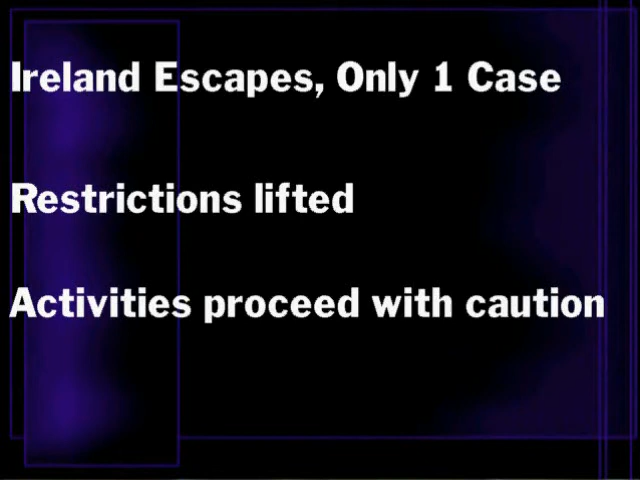 Ireland Escapes, Only 1 Case
Restrictions lifted
Activities proceed with caution